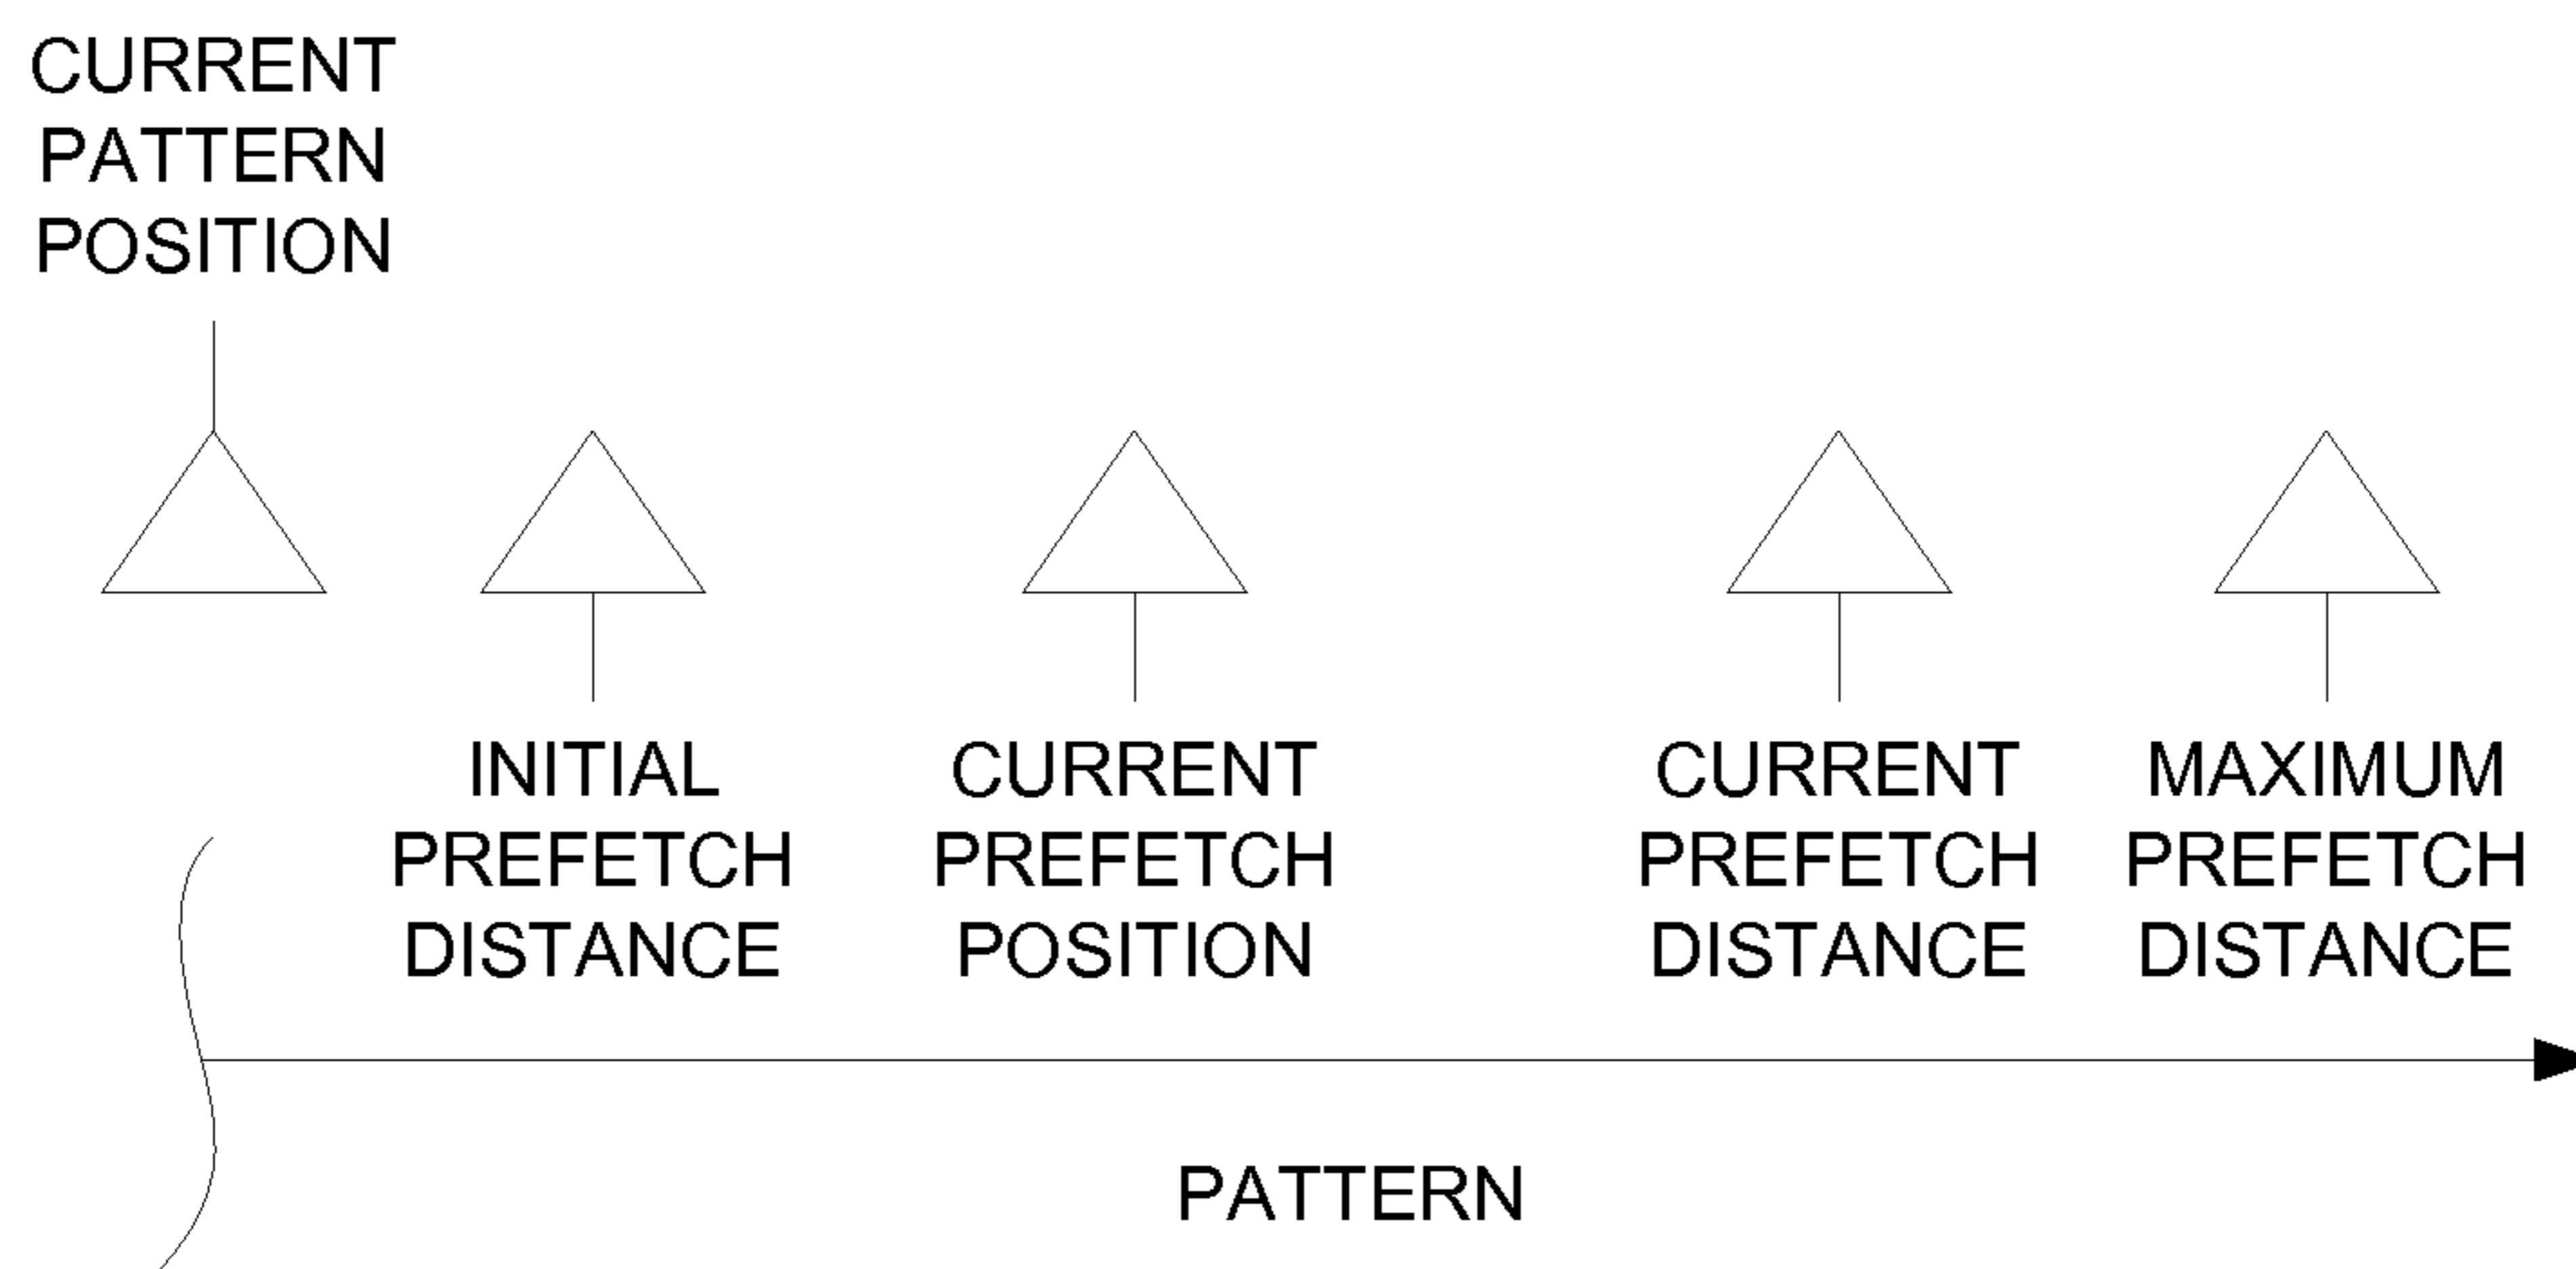 CURRENT
PATTERN
POSITION
INITIAL
PREFETCH
DISTANCE
CURRENT
PREFETCH
POSITION
CURRENT
PREFETCH
DISTANCE
MAXIMUM
PREFETCH
DISTANCE
PATTERN